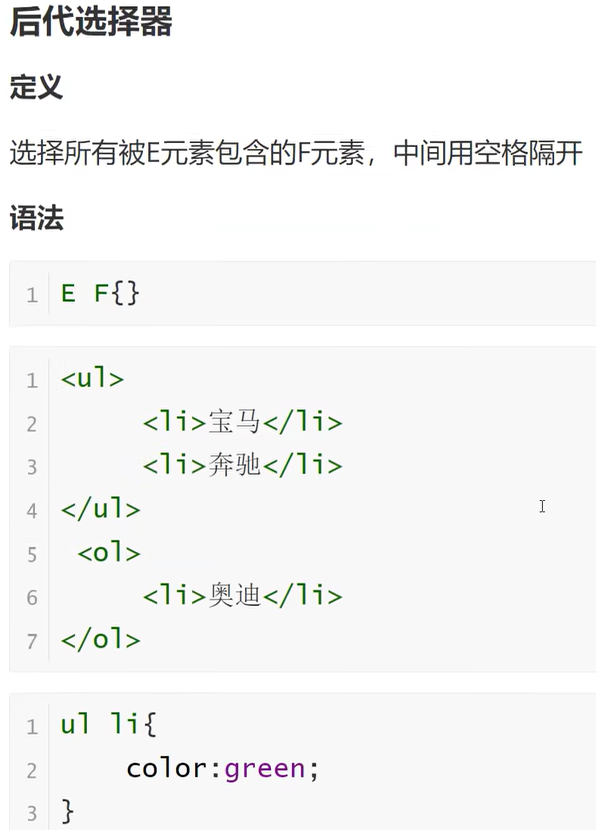 后代选择器
定义
选择所有被E元素包含的F元素，中间用空格隔开
语法
1 E F{}
1 <ul>
2 <li>宝马</li>
3 <li>奔驰</li>
4 </ul>
5 <ol>
6 <li>奥迪</li>
7 </ol>
1 ul li{
2 color:green;
3 }